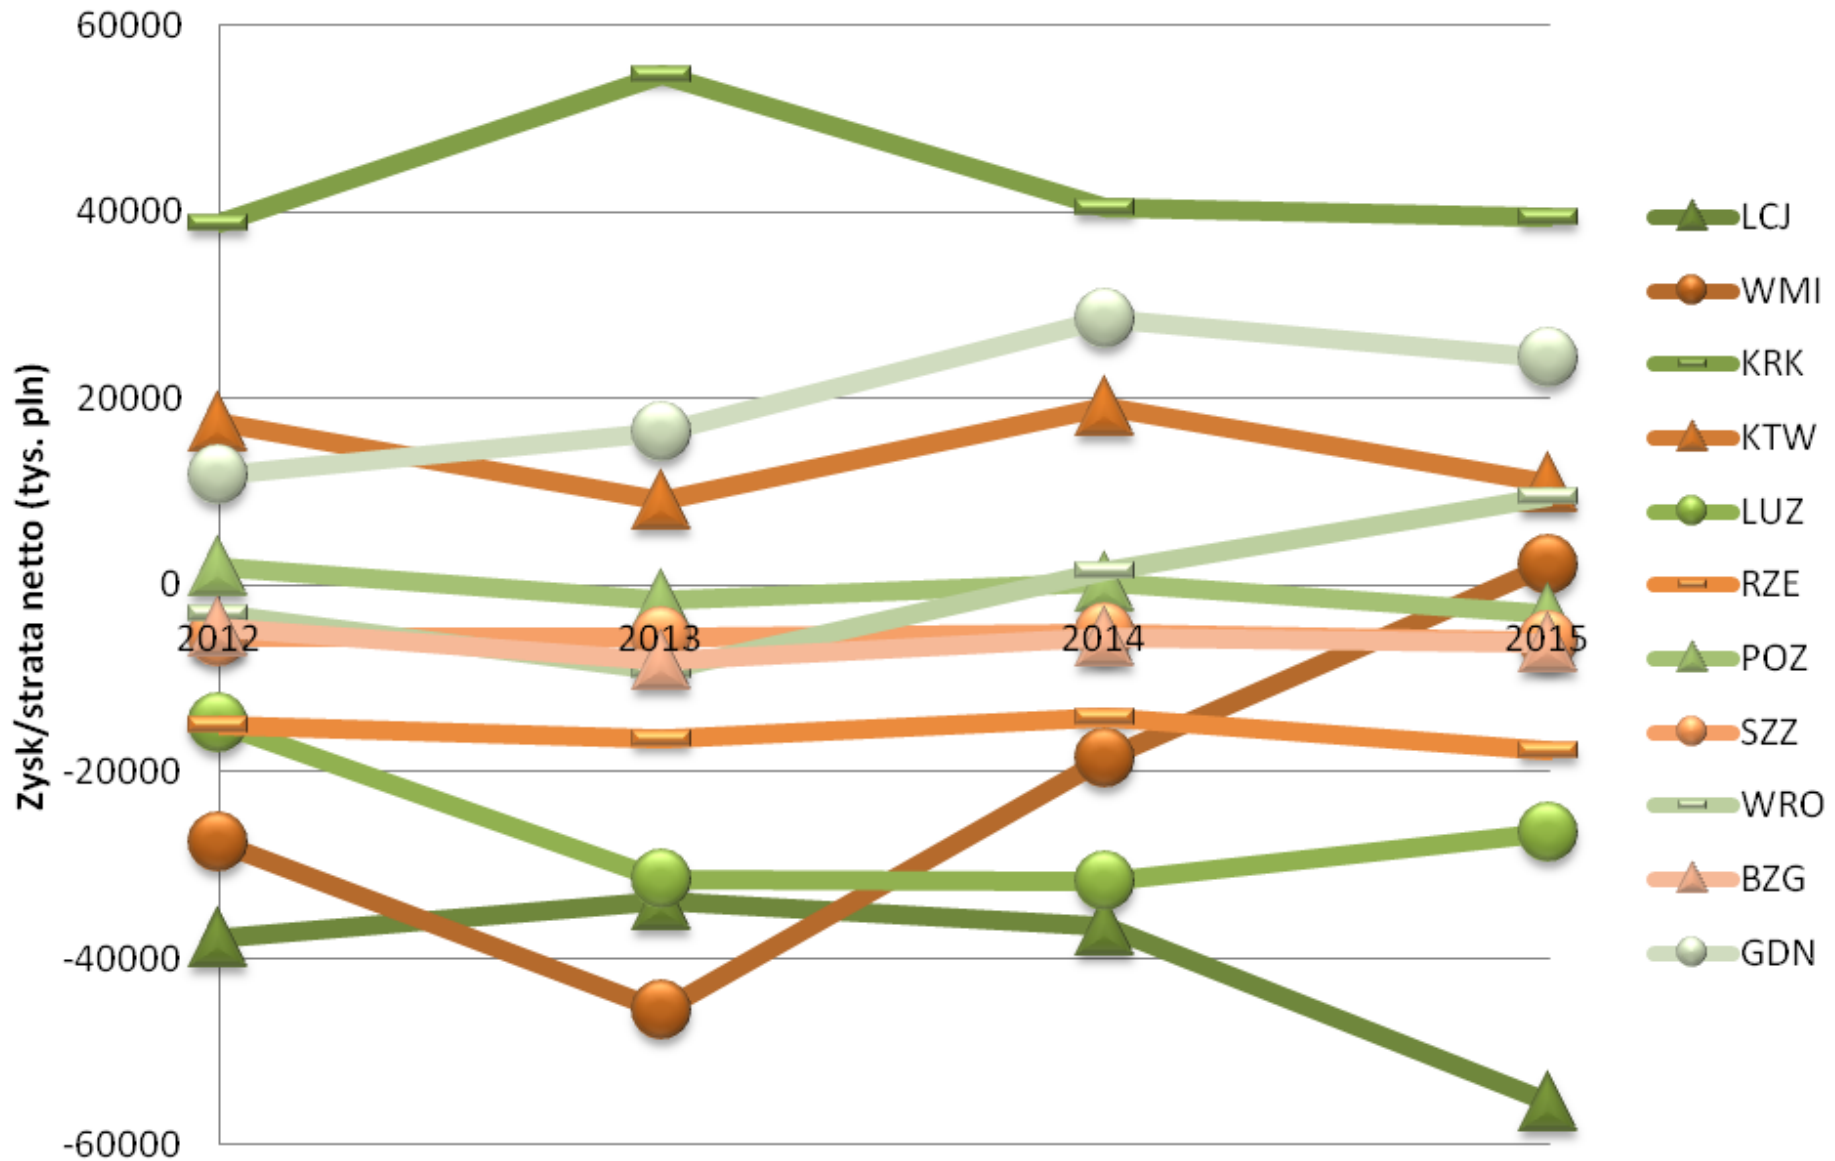 Zysk/strata netto (tys. pln)
60000
40000
20000
0
-20000
-40000
-60000
2012 2013 2014 2015
LCJ
WMI
KRK
KTW
LUZ
RZE
POZ
SZZ
WRO
BZG
GDN